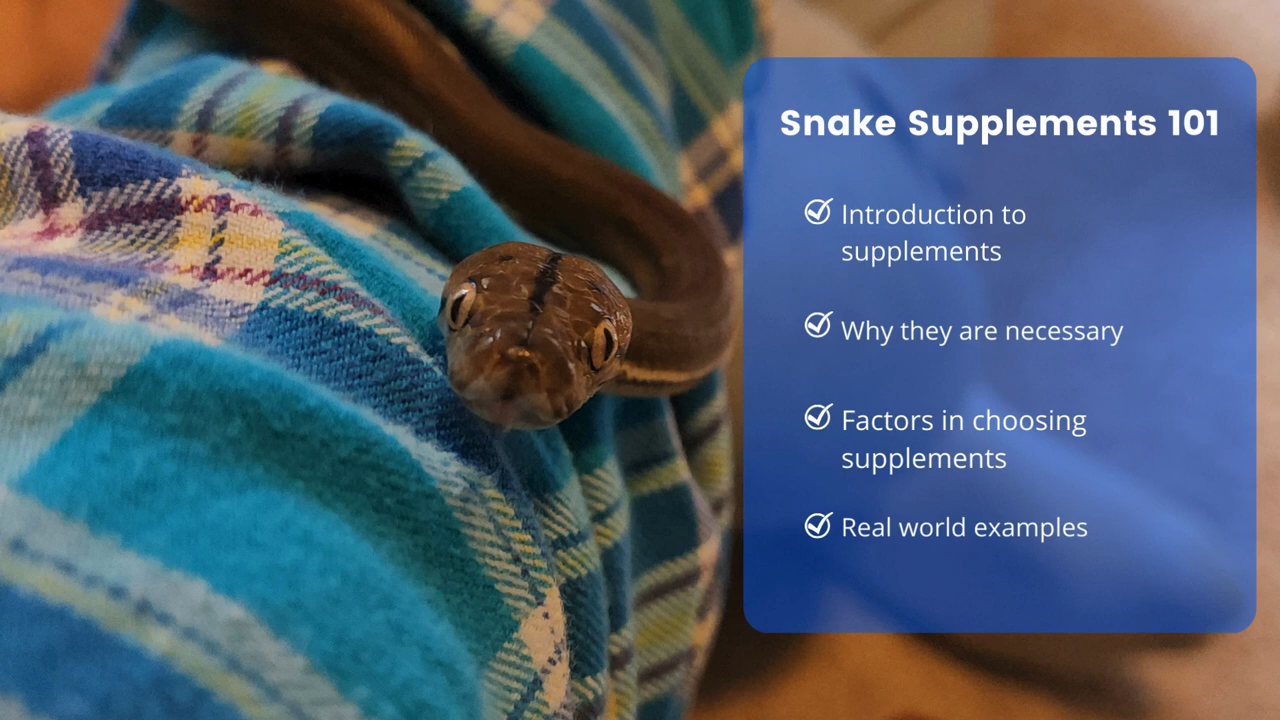 Snake Supplements 101
Introduction to
supplements
Why they are necessary
Factors in choosing
supplements
Real world examples